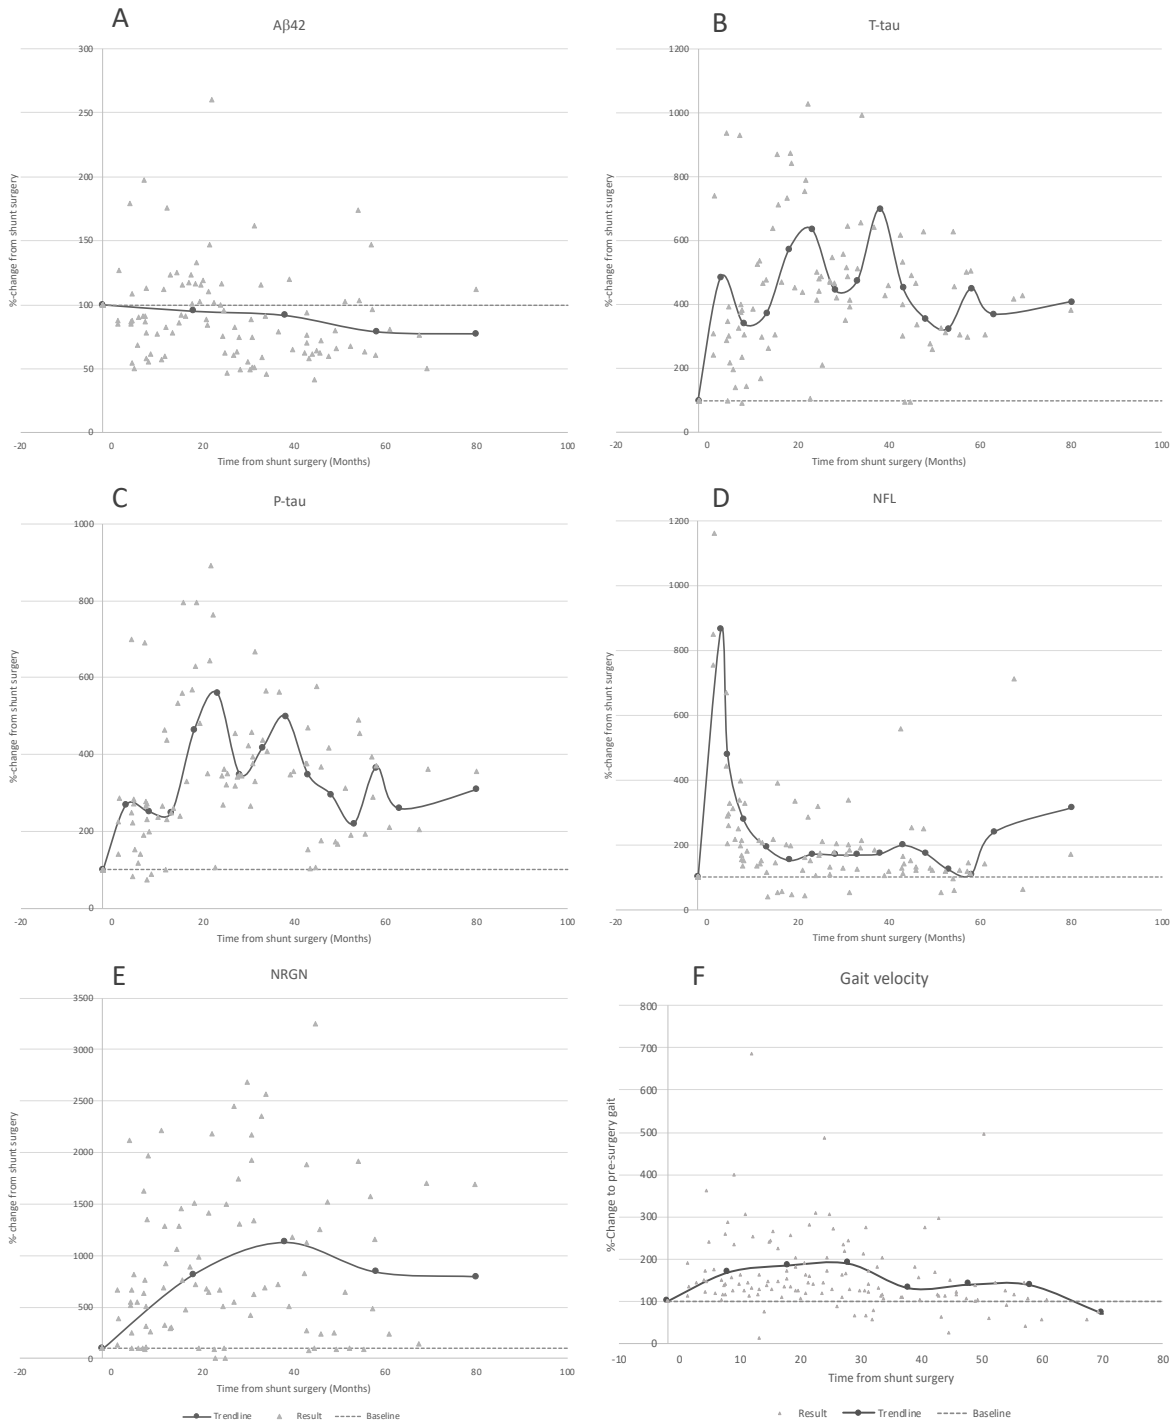 A
Aβ42
%-change from shunt surgery
300
250
200
150
100
50
0
-20 0 20 40 60 80 100
Time from shunt surgery (Months)
B
T-tau
%-change from shunt surgery
1200
1000
800
600
400
200
0
-20 0 20 40 60 80 100
Time from shunt surgery (Months)
C
P-tau
%-change from shunt surgery
1000
800
600
400
200
0
-20 0 20 40 60 80 100
Time from shunt surgery (Months)
D
NFL
%-change from shunt surgery
1200
1000
800
600
400
200
0
-20 0 20 40 60 80 100
Time from shunt surgery (Months)
E
NRGN
%-change from shunt surgery
3500
3000
2500
2000
1500
1000
500
0
-20 0 20 40 60 80 100
Time from shunt surgery (Months)
Trendline Result Baseline
F
Gait velocity
%-Change to pre-surgery gait
800
700
600
500
400
300
200
100
0
-10 0 10 20 30 40 50 60 70 80
Time from shunt surgery
Result Trendline Baseline